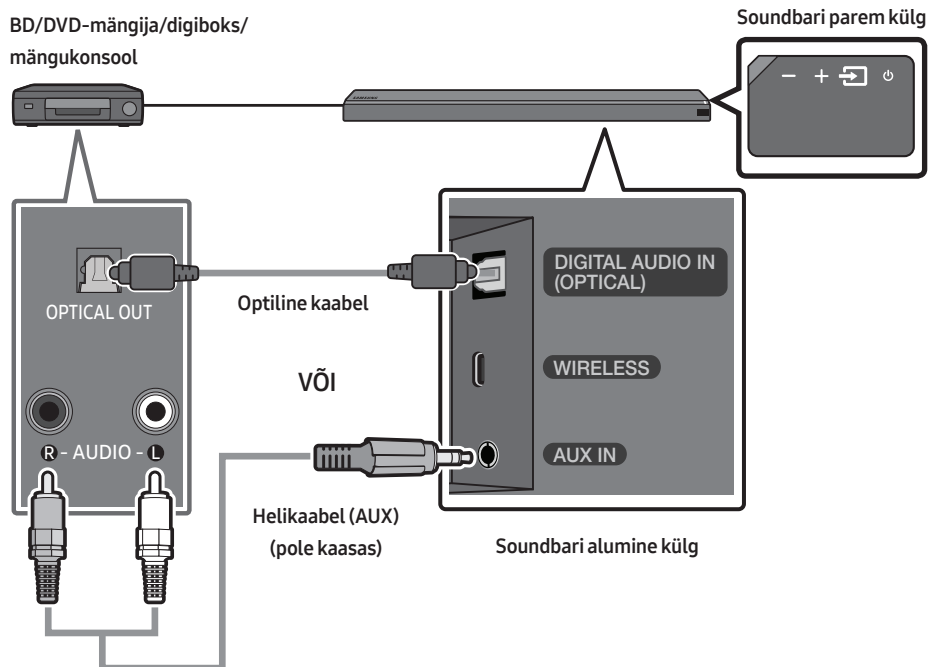 BD/DVD-mängija/digiboks/
mängukonsool
Soundbari parem külg
SAMSUNG
OPTICAL OUT
Optiline kaabel
DIGITAL AUDIO IN
(OPTICAL)
WIRELESS
VÕI
R - AUDIO - L
AUX IN
Helikaabel (AUX)
(pole kaasas)
Soundbari alumine külg